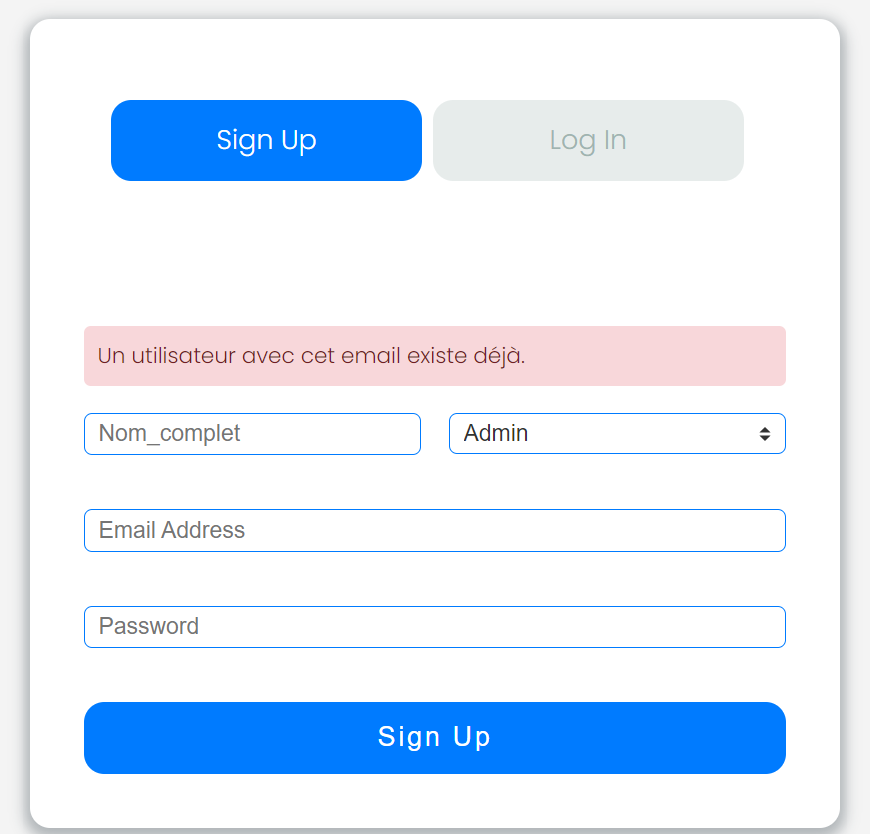 Sign Up
Log In
Un utilisateur avec cet email existe déjà.
Nom_complet
Admin
Email Address
Password
Sign Up